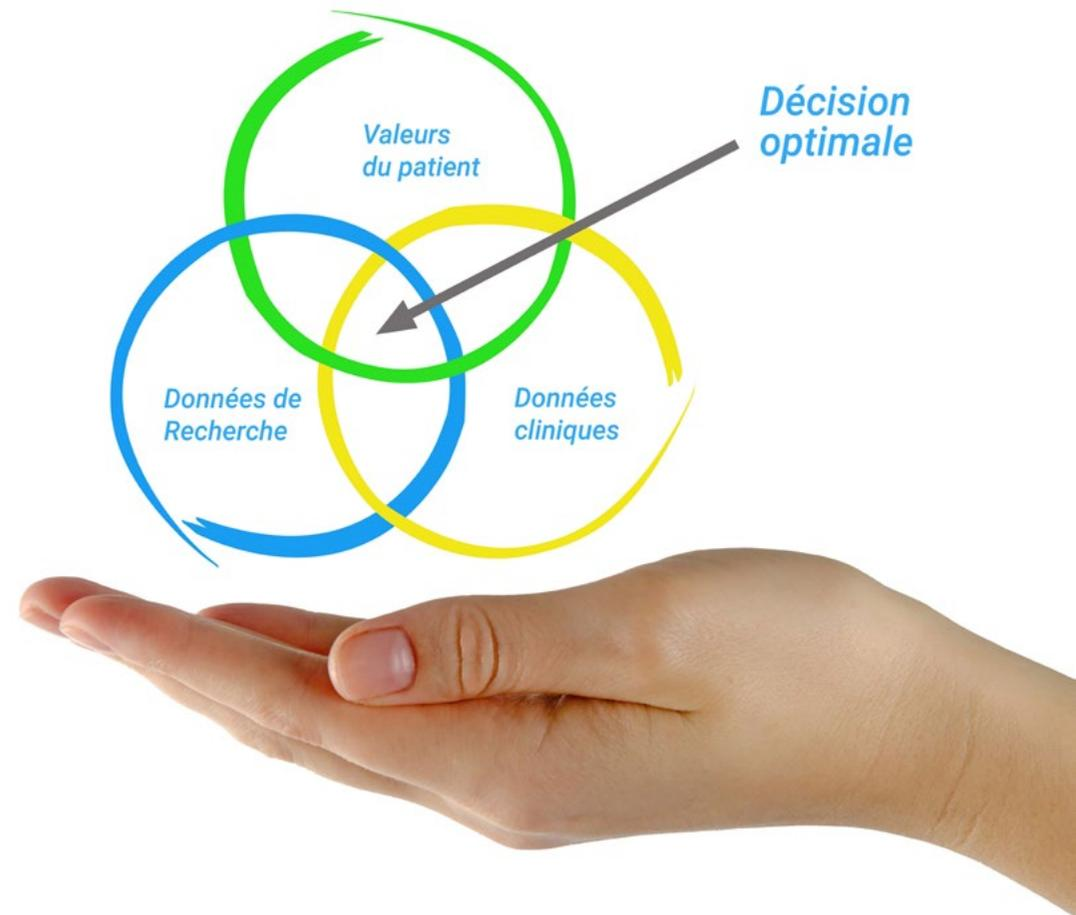 Valeurs
du patient
Décision
optimale
Données de
Recherche
Données
cliniques